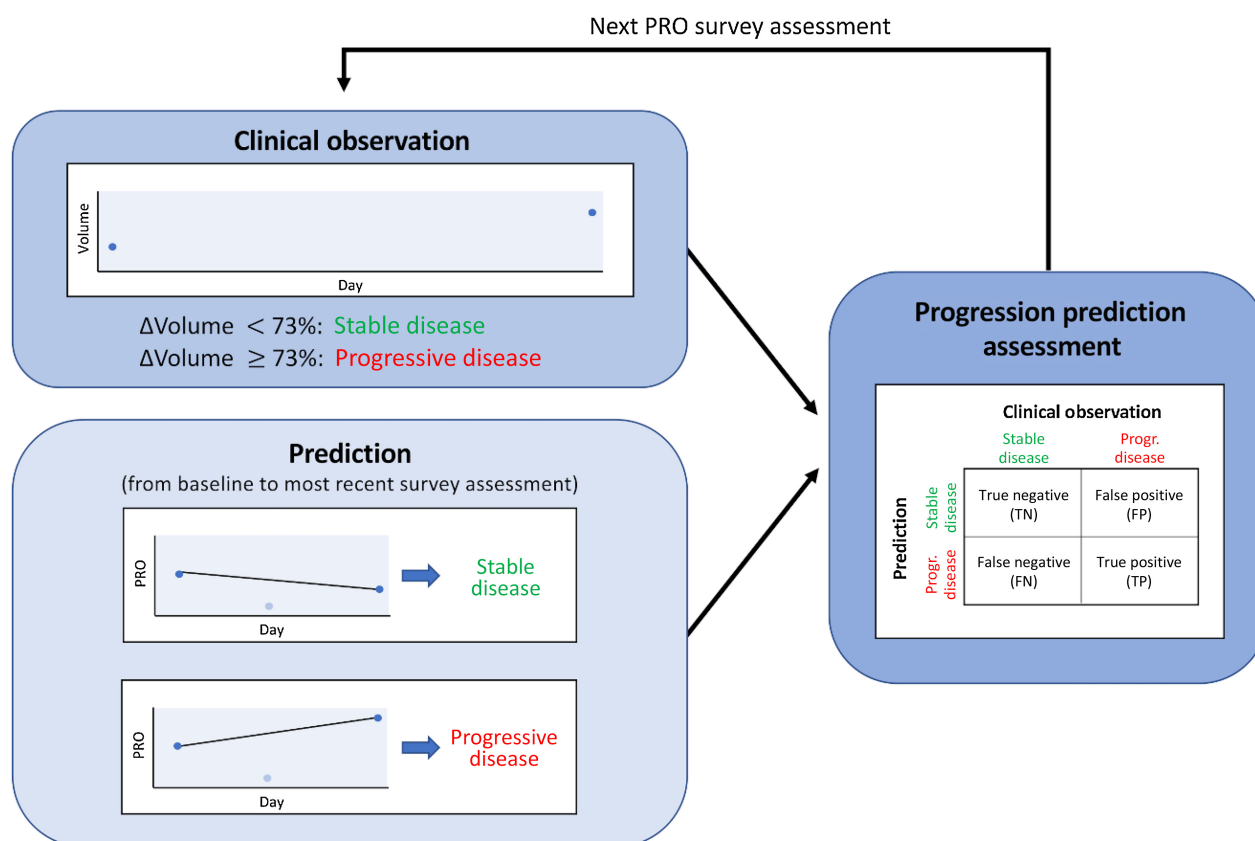 Next PRO survey assessment
Clinical observation
Volume
Day
ΔVolume < 73%: Stable disease
ΔVolume ≥ 73%: Progressive disease
Prediction
(from baseline to most recent survey assessment)
PRO
Day
Stable
disease
PRO
Day
Progressive
disease
Progression prediction
assessment
Clinical observation
Stable
disease
Progr.
disease
Prediction
Stable
disease
True negative
(TN)
False positive
(FP)
Progr.
disease
False negative
(FN)
True positive
(TP)